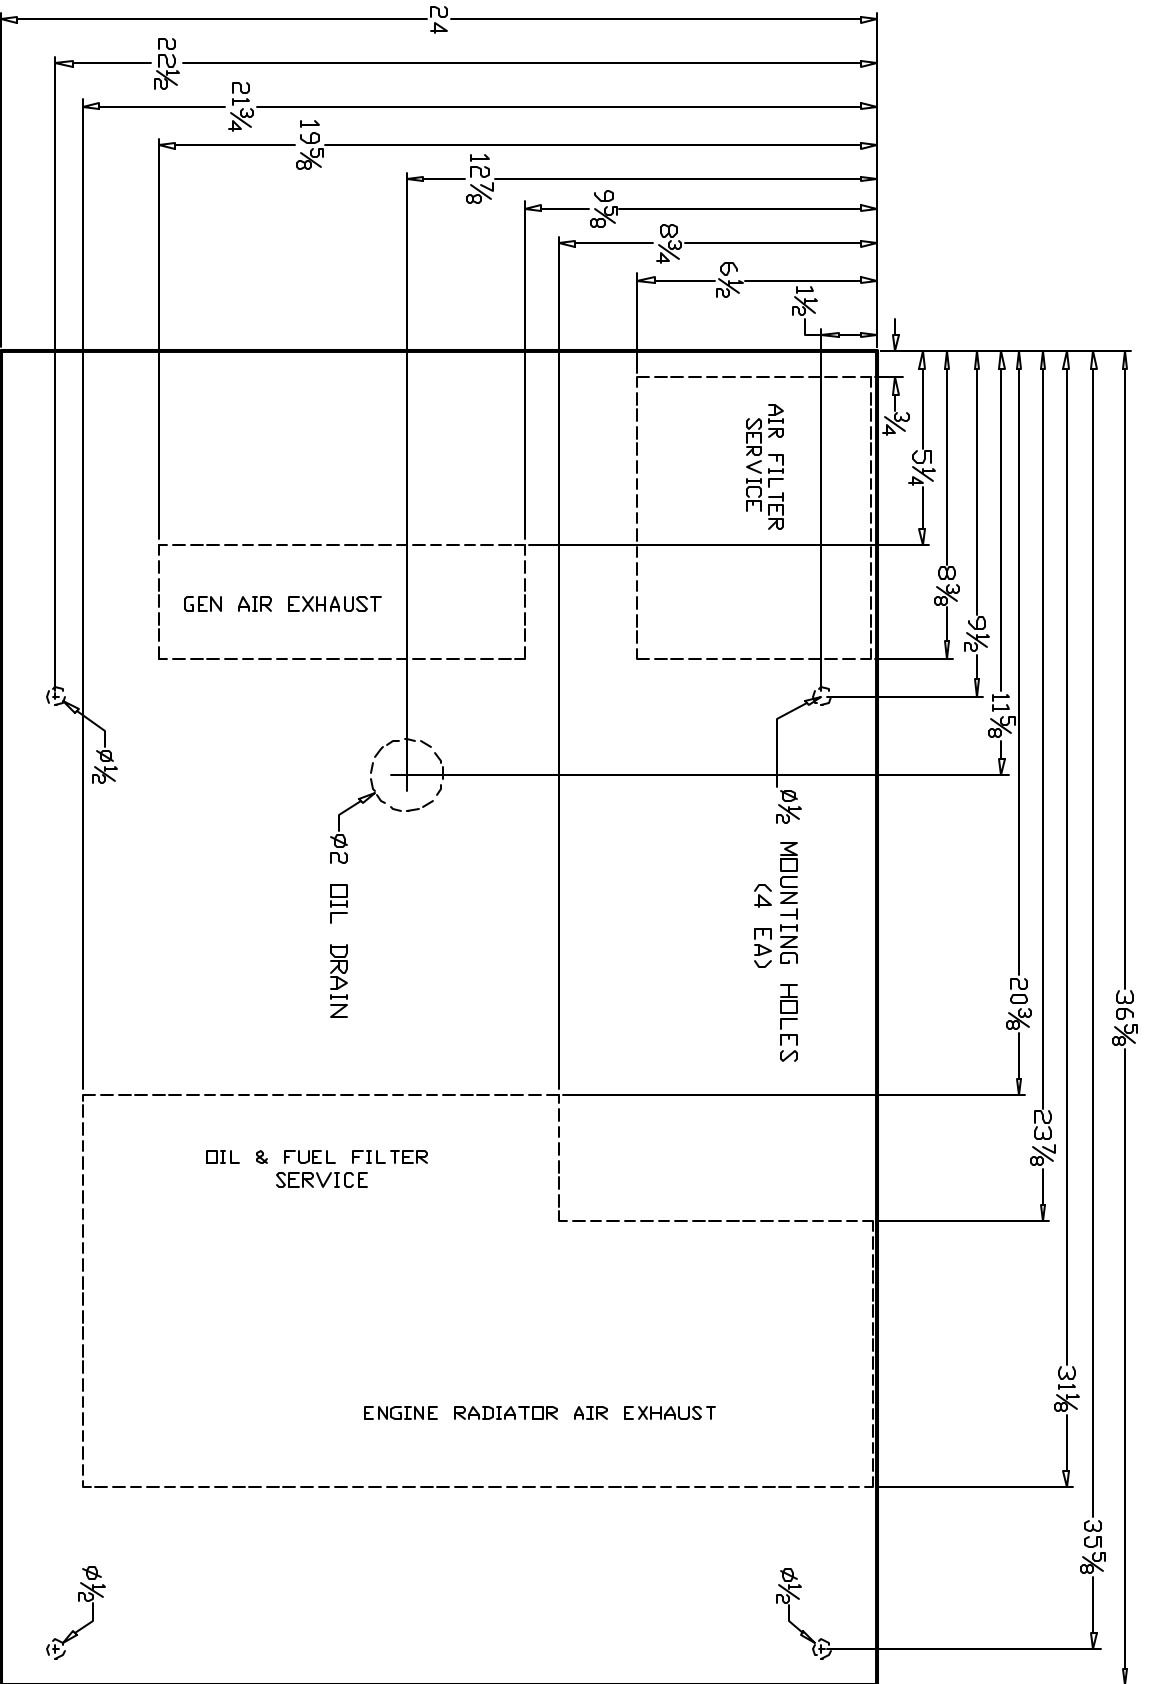 24
22½
21¾
19⅝
12⅞
9⅝
8¾
6½
1½
¾
5¼
8⅜
9½
11⅝
20⅜
23⅞
31⅛
35⅝
36⅝
AIR FILTER
SERVICE
GEN AIR EXHAUST
ø½
ø½ MOUNTING HOLES
(4 EA)
ø2 OIL DRAIN
OIL & FUEL FILTER
SERVICE
ENGINE RADIATOR AIR EXHAUST
ø½
ø½